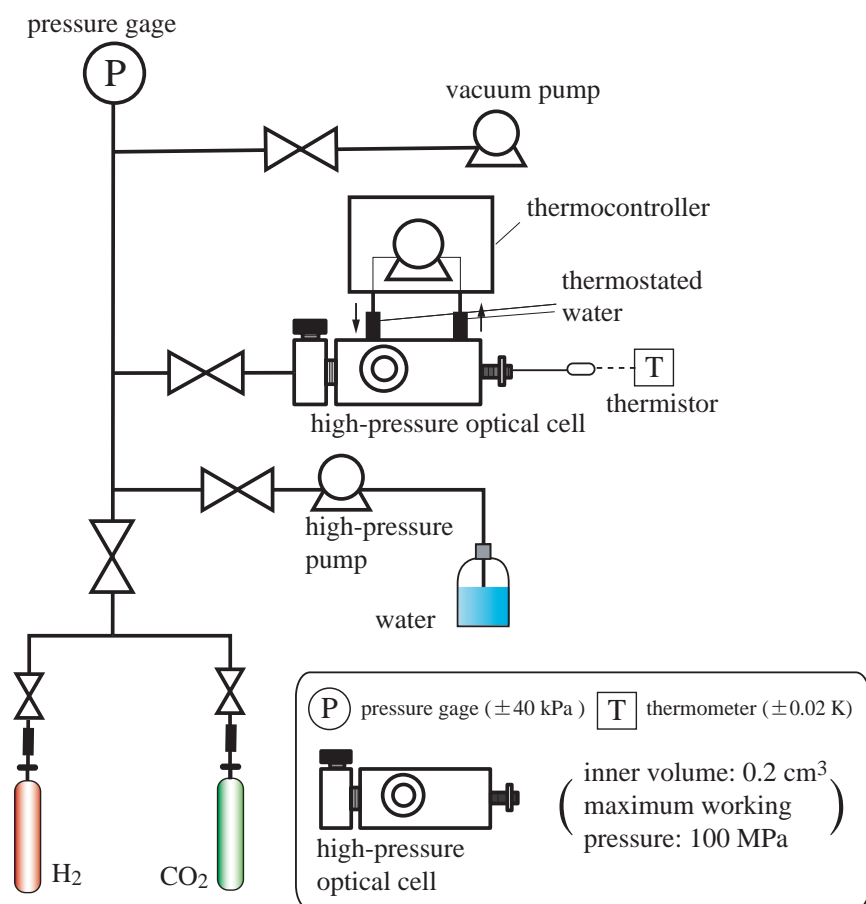 pressure gage
P
vacuum pump
thermocontroller
thermostated
water
T
thermistor
high-pressure optical cell
high-pressure
pump
water
H2
CO2
P pressure gage (±40 kPa) T thermometer (±0.02 K)
inner volume: 0.2 cm³
maximum working
pressure: 100 MPa
high-pressure
optical cell